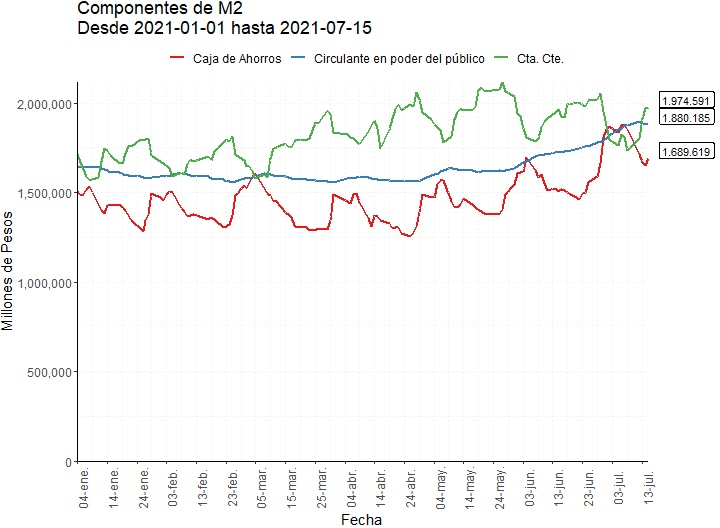 Componentes de M2
Desde 2021-01-01 hasta 2021-07-15
Caja de Ahorros Circulante en poder del público Cta. Cte.
Millones de Pesos
2,000,000
1,500,000
1,000,000
500,000
0
1.974.591
1.880.185
1.689.619
04-ene. 14-ene. 24-ene. 03-feb. 13-feb. 23-feb. 05-mar. 15-mar. 25-mar. 04-abr. 14-abr. 24-abr. 04-may. 14-may. 24-may. 03-jun. 13-jun. 23-jun. 03-jul. 13-jul.
Fecha